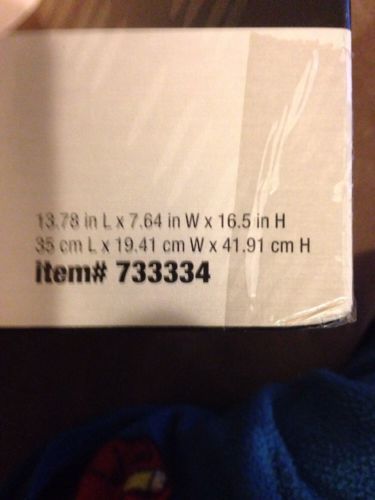 13.78 in L x 7.64 in W x 16.5 in H
35 cm L x 19.41 cm W x 41.91 cm H
item# 733334